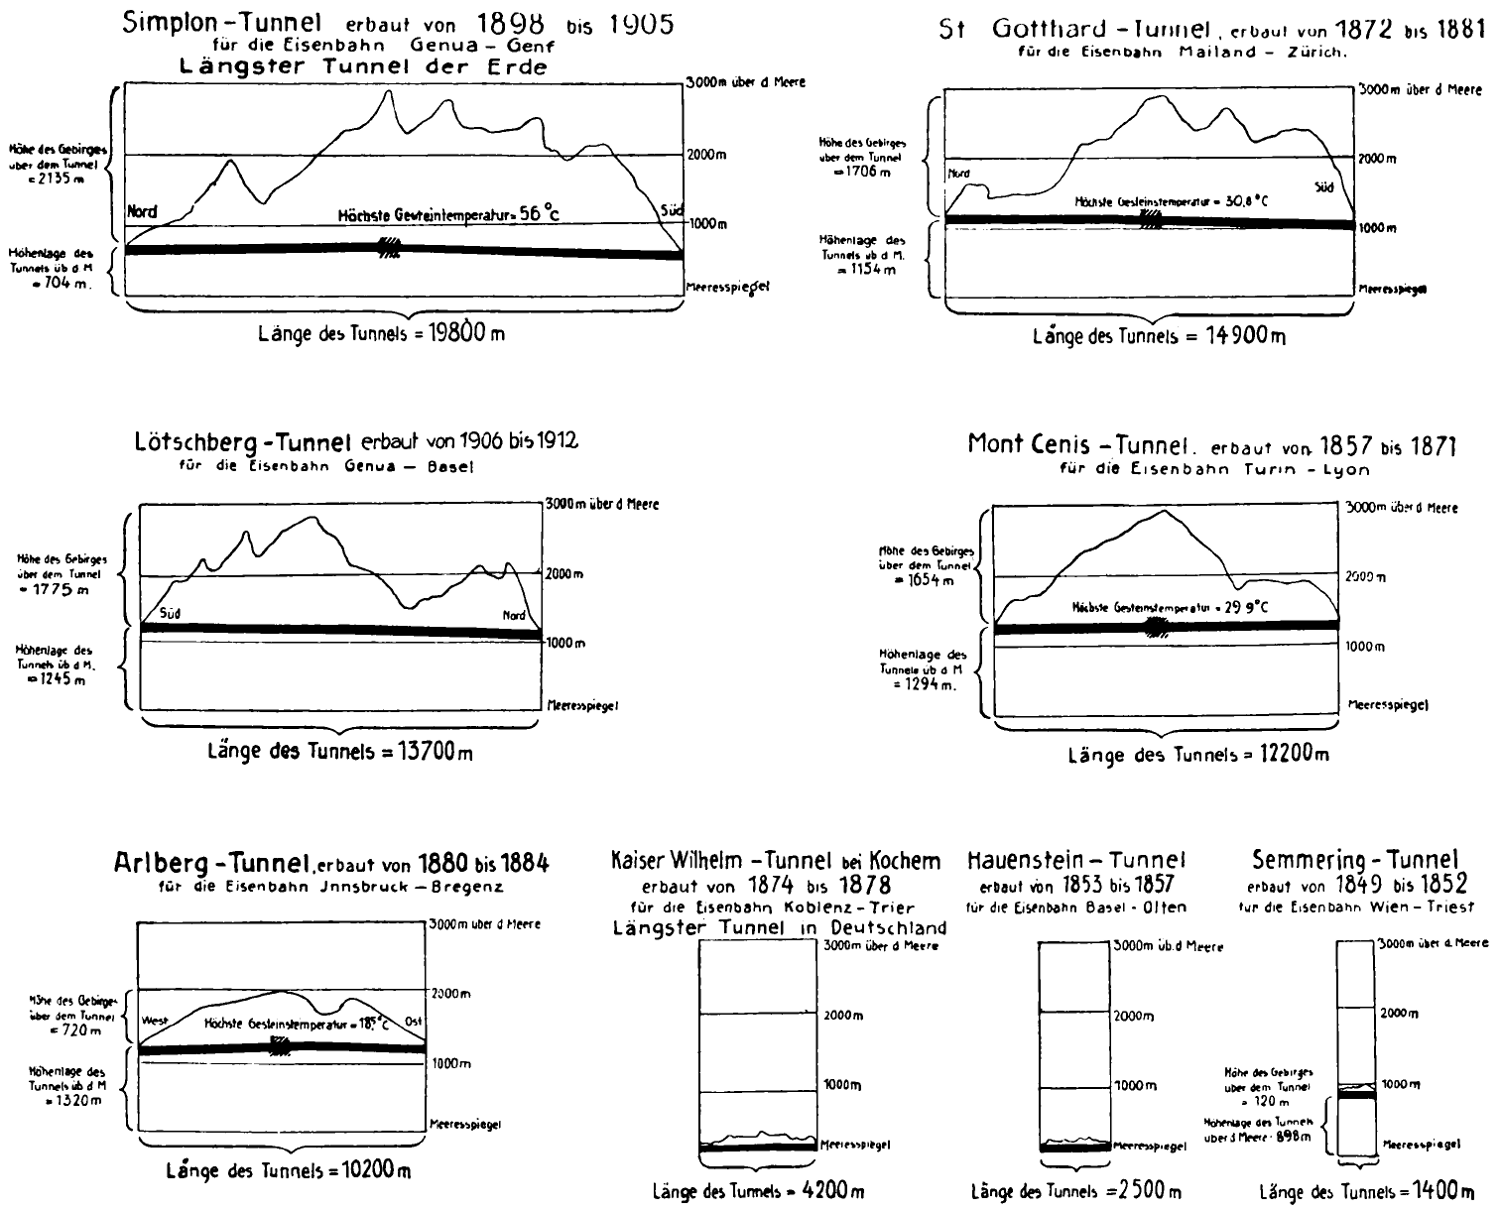 Simplon-Tunnel erbaut von 1898 bis 1905
für die Eisenbahn Genua – Genf
Längster Tunnel der Erde
3000m über d Meere
Höhe des Gebirges
über dem Tunnel
= 2135 m
2000m
Nord
Höchste Gesteintemperatur = 56°C
Süd
1000m
Höhenlage des
Tunnels üb d M
= 704 m.
Meeresspiegel
Länge des Tunnels = 19800 m
St Gotthard-Tunnel, erbaut von 1872 bis 1881
für die Eisenbahn Mailand – Zürich.
3000m über d Meere
Höhe des Gebirges
über dem Tunnel
= 1706 m
2000 m
Nord
Süd
Höchste Gesteinstemperatur = 30,8°C
1000m
Höhenlage des
Tunnels üb d M.
= 1154 m
Meeresspiegel
Länge des Tunnels = 14900m
Lötschberg-Tunnel erbaut von 1906 bis 1912
für die Eisenbahn Genua – Basel
3000m über d Meere
Höhe des Gebirges
über dem Tunnel
= 1775 m
2000m
Süd
Nord
1000m
Höhenlage des
Tunnels üb d M.
= 1245 m
Meeresspiegel
Länge des Tunnels = 13700m
Mont Cenis-Tunnel. erbaut von 1857 bis 1871
für die Eisenbahn Turin – Lyon
3000m über d Meere
Höhe des Gebirges
über dem Tunnel
= 1654 m
2000 m
Höchste Gesteinstemperatur = 29 9°C
1000m
Höhenlage des
Tunnels üb d M
= 1294 m.
Meeresspiegel
Länge des Tunnels = 12200m
Arlberg-Tunnel, erbaut von 1880 bis 1884
für die Eisenbahn Jnnsbruck – Bregenz
3000m über d Meere
2000m
Höhe des Gebirges
über dem Tunnel
= 720 m
West
Höchste Gesteinstemperatur = 18,5°C
Ost
1000m
Höhenlage des
Tunnels üb d M
= 1320 m
Meeresspiegel
Länge des Tunnels = 10200m
Kaiser Wilhelm-Tunnel bei Kochem
erbaut von 1874 bis 1878
für die Eisenbahn Koblenz-Trier
Längster Tunnel in Deutschland
3000m über d Meere
2000m
1000m
Meeresspiegel
Länge des Tunnels = 4200m
Hauenstein-Tunnel
erbaut von 1853 bis 1857
für die Eisenbahn Basel-Olten
3000m üb.d Meere
2000m
1000m
Meeresspiegel
Länge des Tunnels = 2500m
Semmering-Tunnel
erbaut von 1849 bis 1852
für die Eisenbahn Wien-Triest
3000m über d. Meere
2000m
1000m
Höhe des Gebirges
über dem Tunnel
= 120 m
Höhenlage des Tunnels
über d Meere · 898m
Meeresspiegel
Länge des Tunnels = 1400m